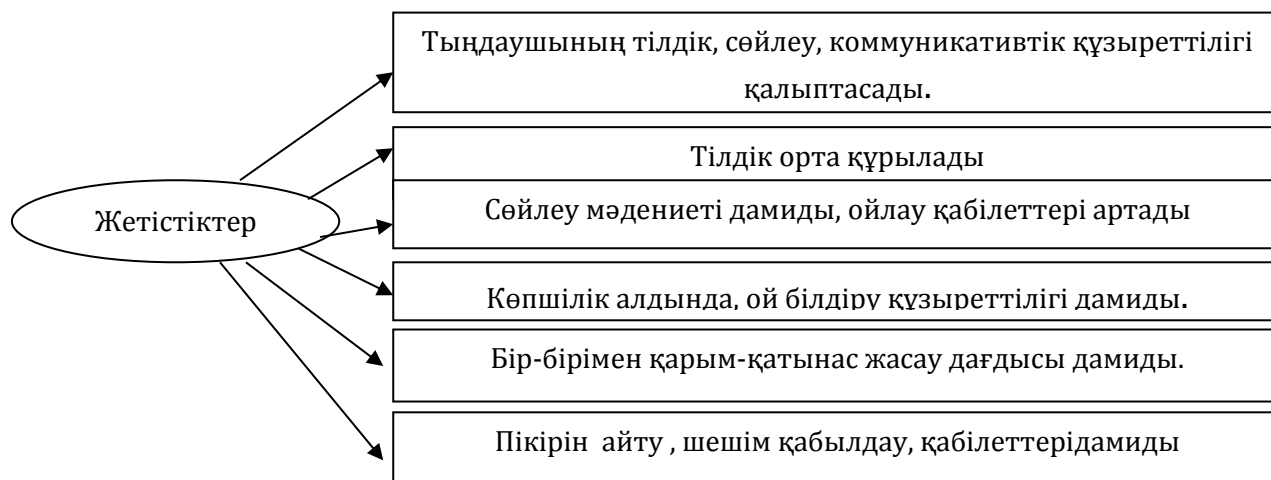 Тыңдаушының тілдік, сөйлеу, коммуникативтік құзыреттілігі
қалыптасады.
Тілдік орта құрылады
Жетістіктер
Сөйлеу мәдениеті дамиды, ойлау қабілеттері артады
Көпшілік алдында, ой білдіру құзыреттілігі дамиды.
Бір-бірімен қарым-қатынас жасау дағдысы дамиды.
Пікірін айту , шешім қабылдау, қабілеттерідамиды